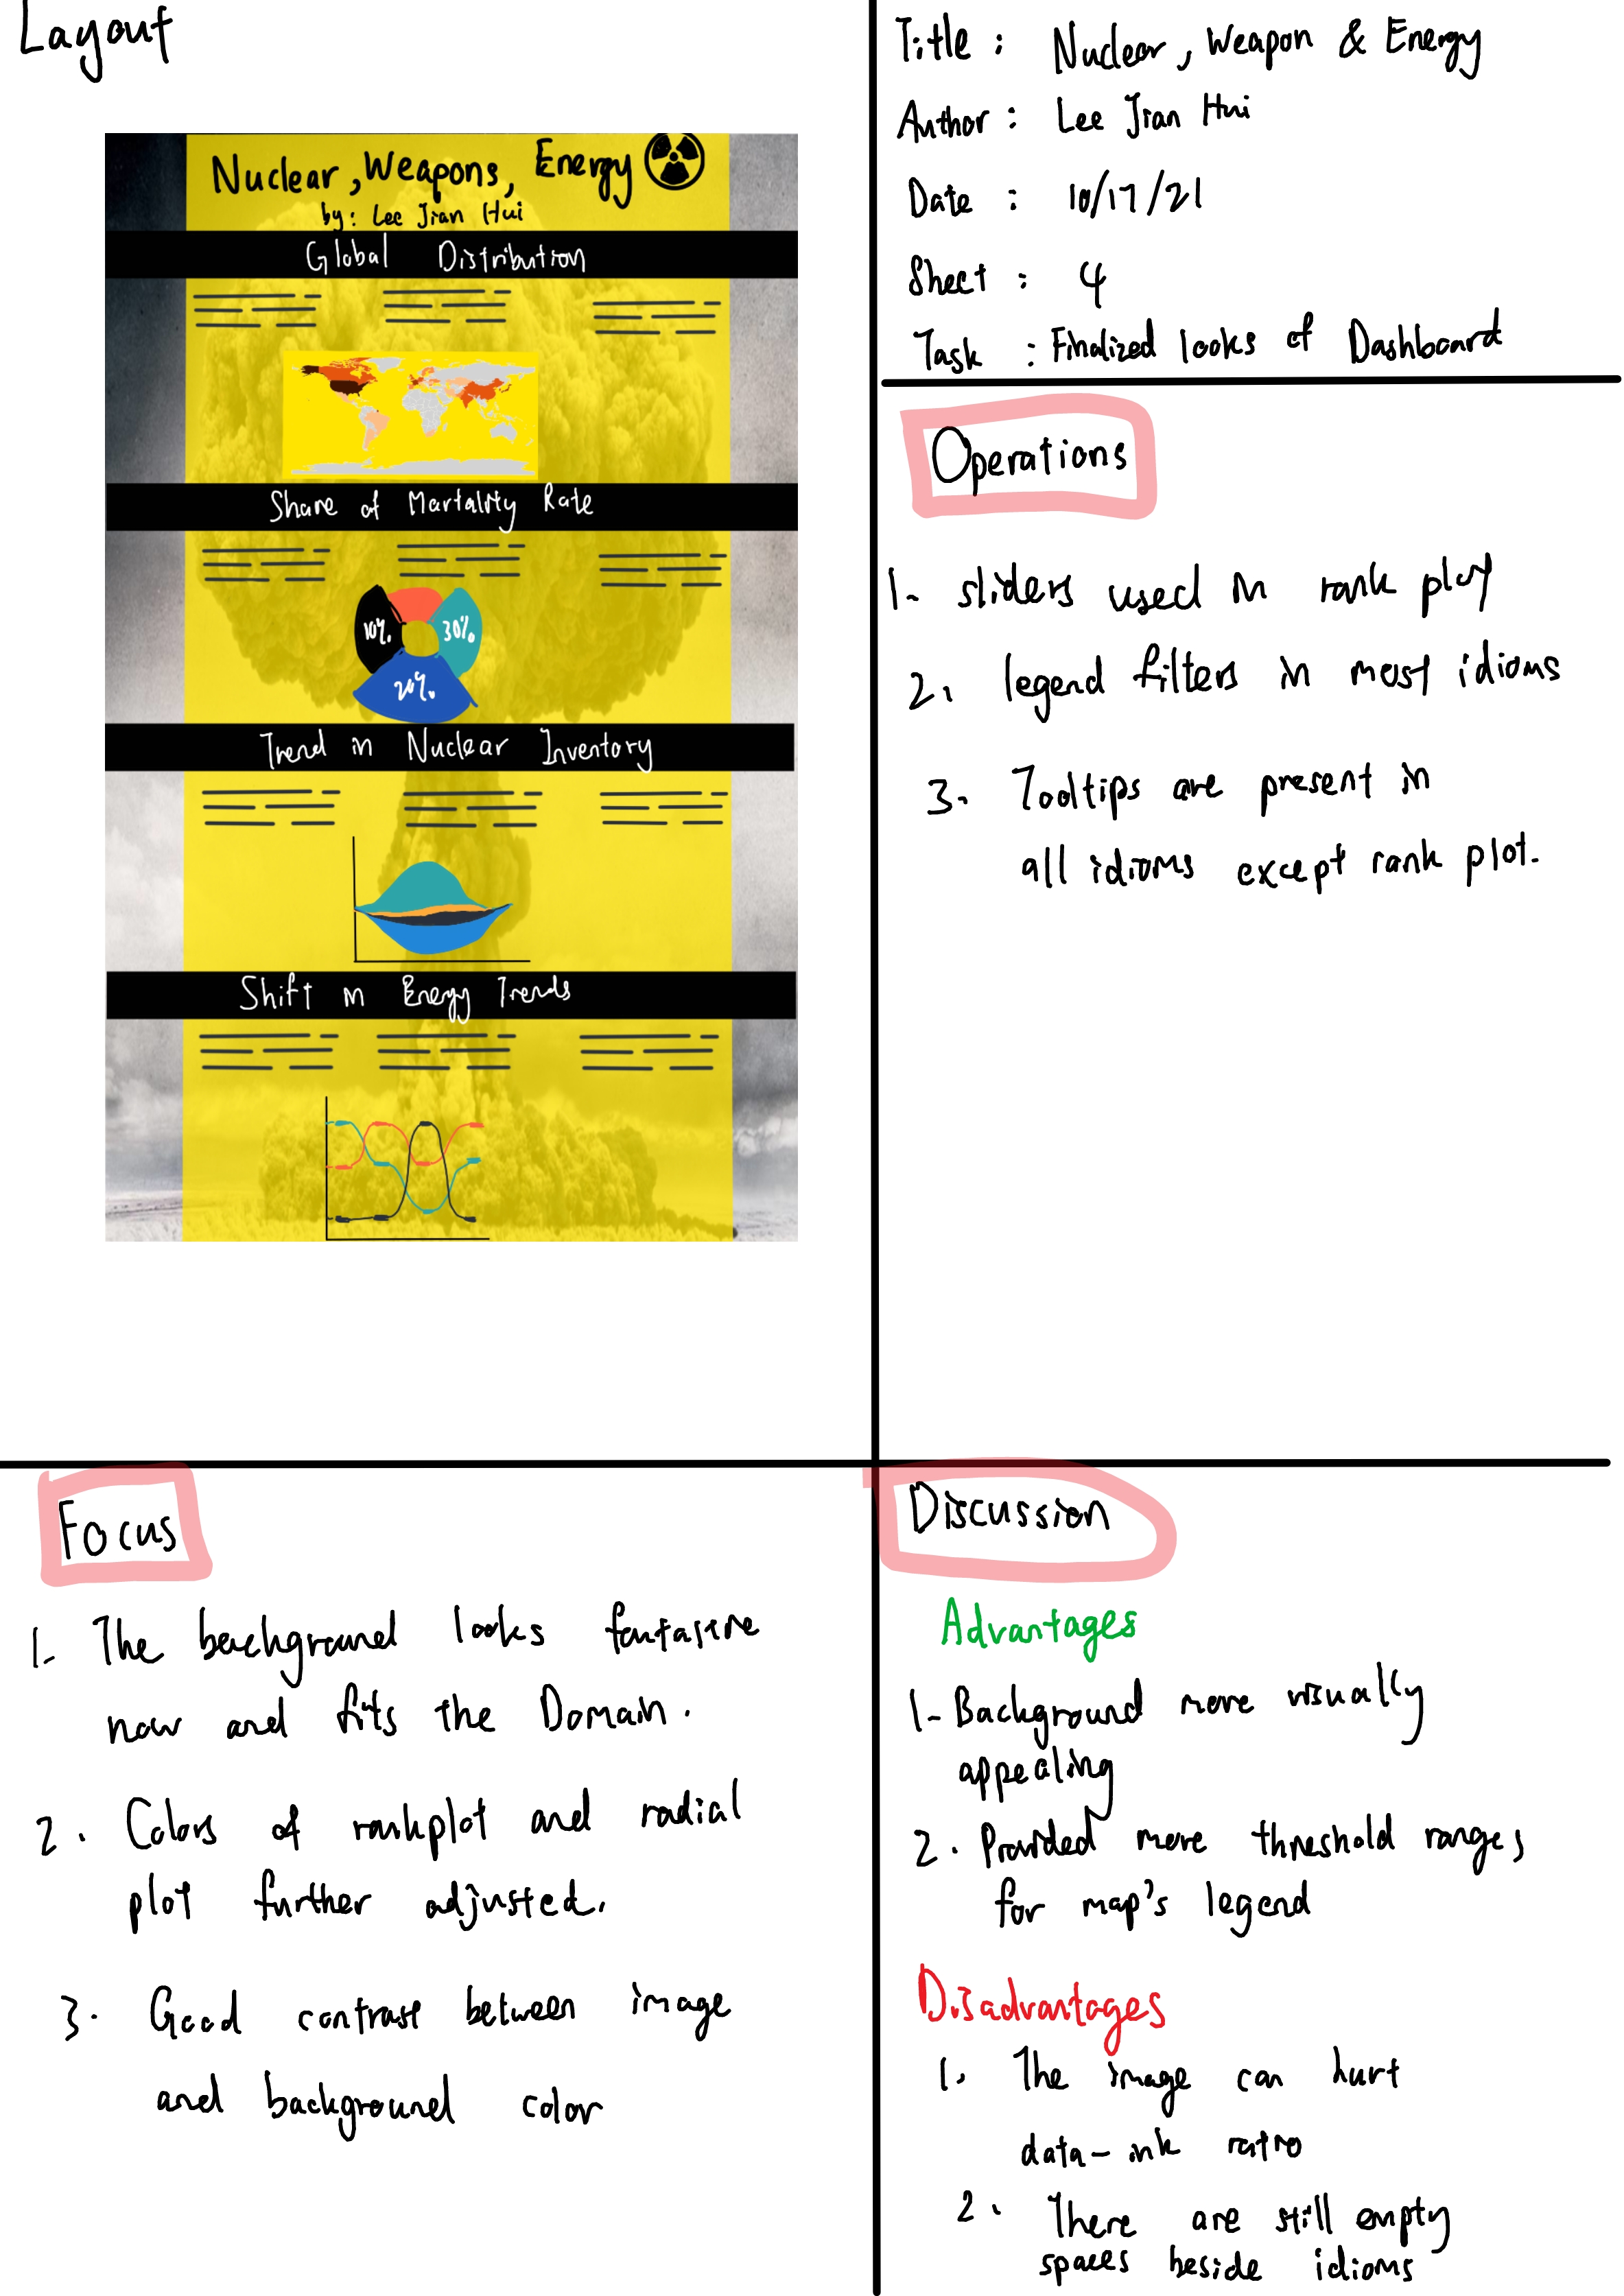 Layout
Nuclear, Weapons, Energy
by: Lee Jian Hui
Global Distribution
Share of Martality Rate
10%.
30%.
20%.
Trend in Nuclear Inventory
Shift in Energy Trends
Title : Nuclear, Weapon & Energy
Author : Lee Jian Hui
Date : 10/17/21
Sheet : 4
Task : Finalized looks of Dashboard
Operations
1- sliders used in rank plot
2. legend filters in most idioms
3. Tooltips are present in
all idioms except rank plot.
Focus
1. The background looks fantastic
now and fits the Domain.
2. Colors of rankplot and radial
plot further adjusted.
3. Good contrast between image
and background color
Discussion
Advantages
1- Background more visually
appealing
2. Provided more threshold ranges
for map's legend
Disadvantages
1. The image can hurt
data-ink ratio
2. There are still empty
spaces beside idioms